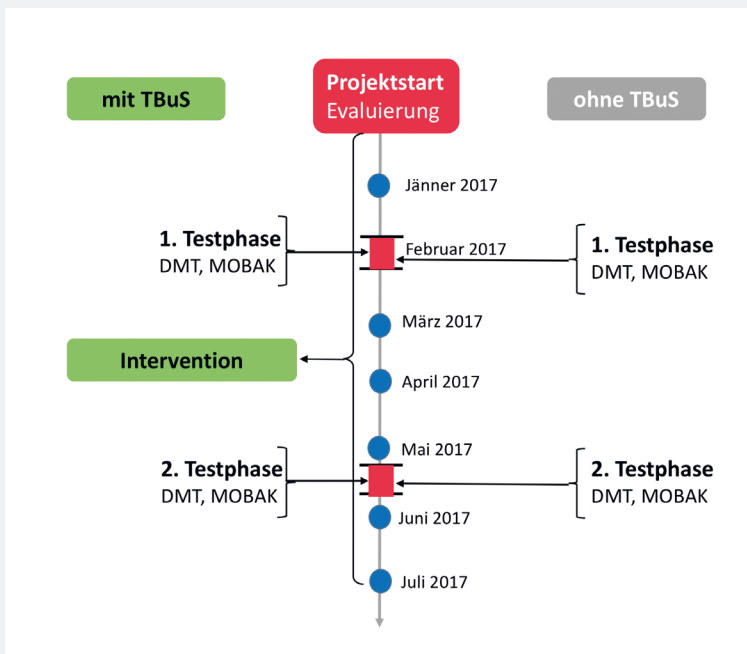 Projektstart
Evaluierung
mit TBuS
ohne TBuS
Jänner 2017
1. Testphase
DMT, MOBAK
Februar 2017
1. Testphase
DMT, MOBAK
März 2017
Intervention
April 2017
Mai 2017
2. Testphase
DMT, MOBAK
2. Testphase
DMT, MOBAK
Juni 2017
Juli 2017